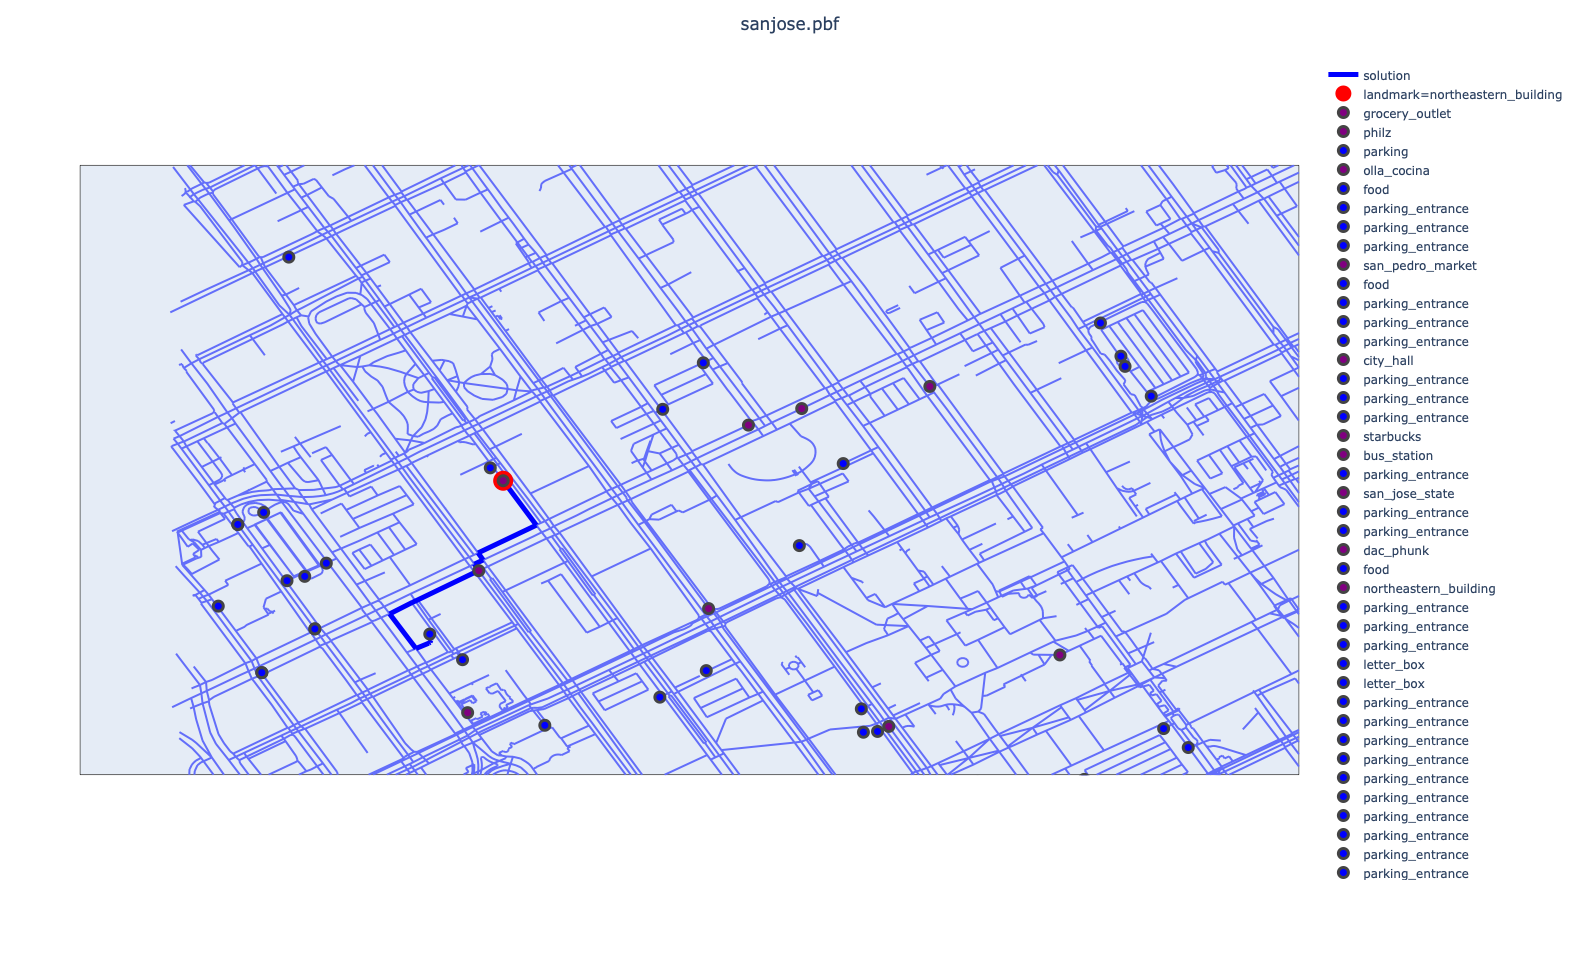 sanjose.pbf
solution
landmark=northeastern_building
grocery_outlet
philz
parking
olla_cocina
food
parking_entrance
parking_entrance
parking_entrance
san_pedro_market
food
parking_entrance
parking_entrance
parking_entrance
city_hall
parking_entrance
parking_entrance
parking_entrance
starbucks
bus_station
parking_entrance
san_jose_state
parking_entrance
parking_entrance
dac_phunk
food
northeastern_building
parking_entrance
parking_entrance
parking_entrance
letter_box
letter_box
parking_entrance
parking_entrance
parking_entrance
parking_entrance
parking_entrance
parking_entrance
parking_entrance
parking_entrance
parking_entrance
parking_entrance